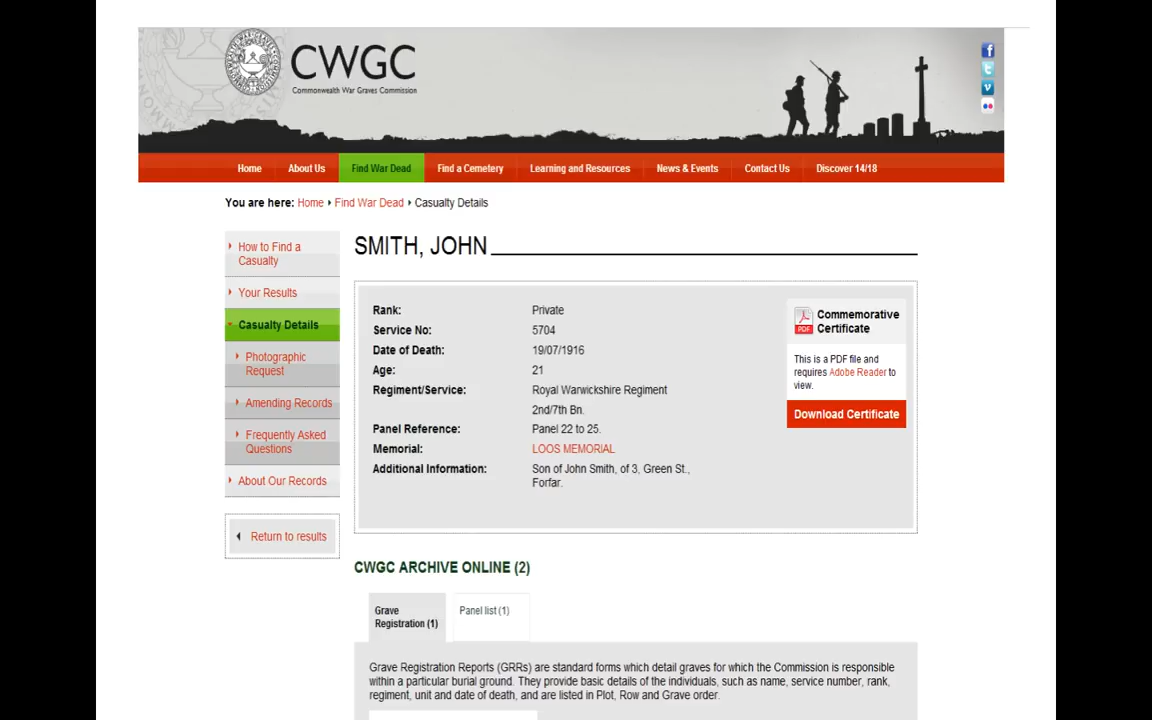 CWGC
Commonwealth War Graves Commission
Home About Us Find War Dead Find a Cemetery Learning and Resources News & Events Contact Us Discover 14/18
You are here: Home Find War Dead Casualty Details
How to Find a
Casualty
Your Results
Casualty Details
Photographic
Request
Amending Records
Frequently Asked
Questions
About Our Records
Return to results
SMITH, JOHN
Rank: Private
Service No: 5704
Date of Death: 19/07/1916
Age: 21
Regiment/Service: Royal Warwickshire Regiment
2nd/7th Bn.
Panel Reference: Panel 22 to 25.
Memorial: LOOS MEMORIAL
Additional Information: Son of John Smith, of 3, Green St.,
Forfar.
Commemorative
Certificate
PDF
This is a PDF file and
requires Adobe Reader to
view.
Download Certificate
CWGC ARCHIVE ONLINE (2)
Grave
Registration (1)
Panel list (1)
Grave Registration Reports (GRRs) are standard forms which detail graves for which the Commission is responsible
within a particular burial ground. They provide basic details of the individuals, such as name, service number, rank,
regiment, unit and date of death, and are listed in Plot, Row and Grave order.